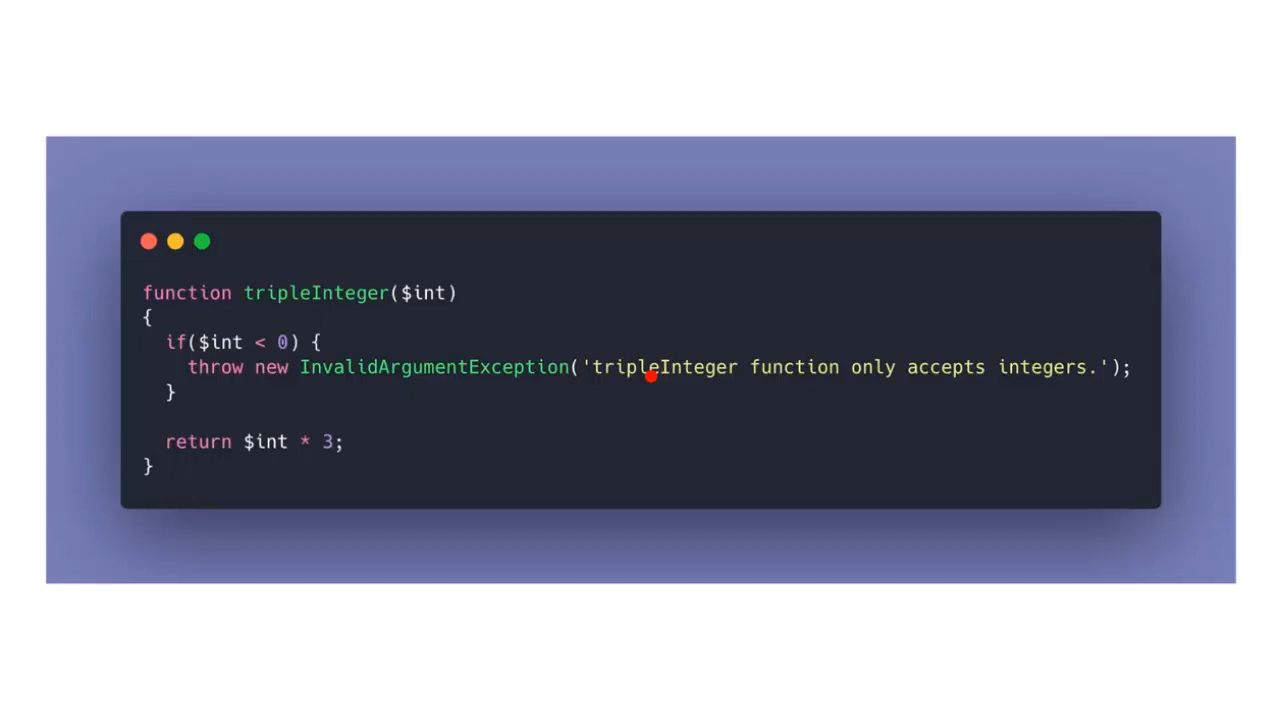 function tripleInteger($int)
{
  if($int < 0) {
    throw new InvalidArgumentException('tripleInteger function only accepts integers.');
  }

  return $int * 3;
}